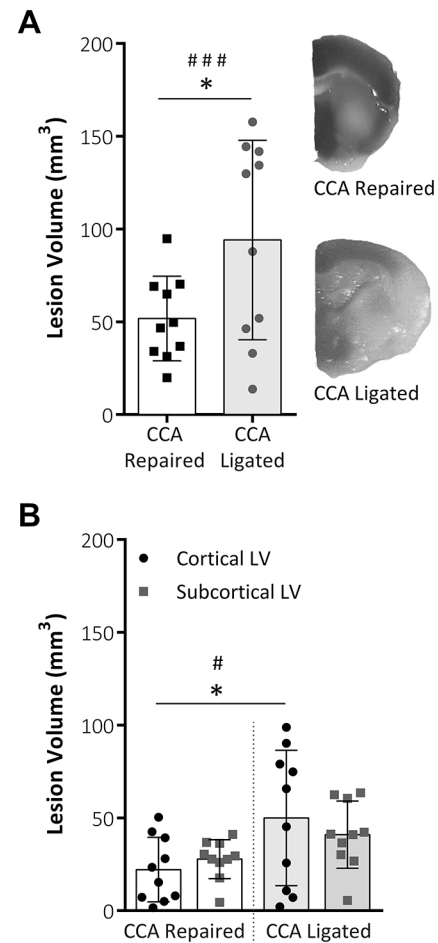 A
200
150
100
50
0
Lesion Volume (mm³)
# # #
*
CCA Repaired
CCA Ligated
CCA
Repaired
CCA
Ligated
B
200
150
100
50
0
Lesion Volume (mm³)
Cortical LV
Subcortical LV
#
*
CCA Repaired
CCA Ligated